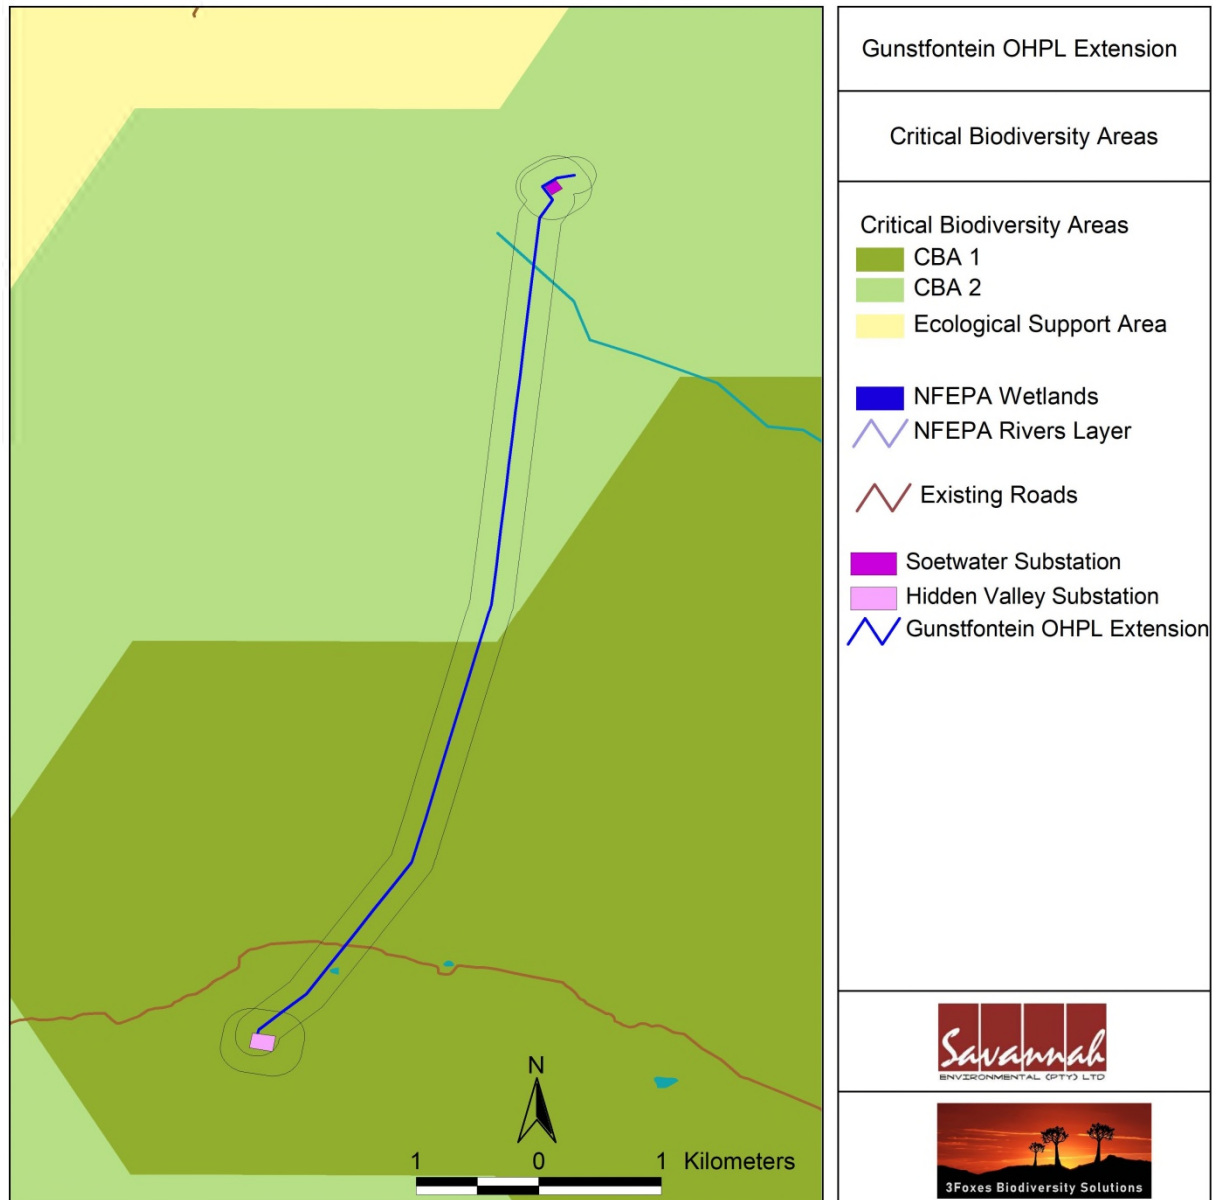 Gunstfontein OHPL Extension
Critical Biodiversity Areas
Critical Biodiversity Areas
CBA 1
CBA 2
Ecological Support Area
NFEPA Wetlands
NFEPA Rivers Layer
Existing Roads
Soetwater Substation
Hidden Valley Substation
Gunstfontein OHPL Extension
N
1 0 1 Kilometers
Savannah
ENVIRONMENTAL (PTY) LTD
3Foxes Biodiversity Solutions